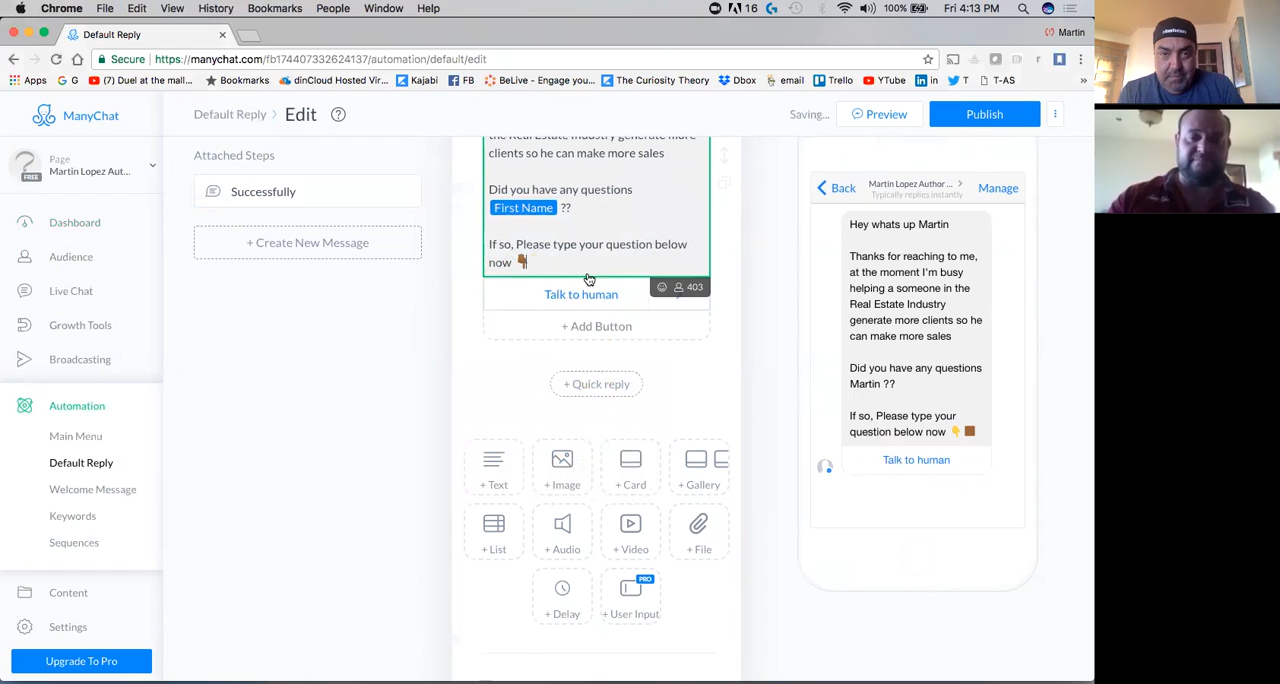 Chrome File Edit View History Bookmarks People Window Help
16 100% Fri 4:13 PM
Default Reply
Martin
Secure https://manychat.com/fb174407332624137/automation/default/edit
Apps G Duel at the mall... Bookmarks dinCloud Hosted Vir... Kajabi FB BeLive - Engage you... The Curiosity Theory Dbox email Trello YTube in T T-AS
ManyChat
Default Reply Edit
Saving...
Preview
Publish
Page
Martin Lopez Aut...
FREE
Dashboard
Audience
Live Chat
Growth Tools
Broadcasting
Automation
Main Menu
Default Reply
Welcome Message
Keywords
Sequences
Content
Settings
Upgrade To Pro
Attached Steps
Successfully
+ Create New Message
the Real Estate Industry generate more
clients so he can make more sales
Did you have any questions
First Name ??
If so, Please type your question below
now 👇🏾
403
Talk to human
+ Add Button
+ Quick reply
+ Text + Image + Card + Gallery
+ List + Audio + Video + File
PRO
+ Delay + User Input
Back
Martin Lopez Author ...
Typically replies instantly
Manage
Hey whats up Martin
Thanks for reaching to me,
at the moment I'm busy
helping a someone in the
Real Estate Industry
generate more clients so he
can make more sales
Did you have any questions
Martin ??
If so, Please type your
question below now 👇🏾
Talk to human